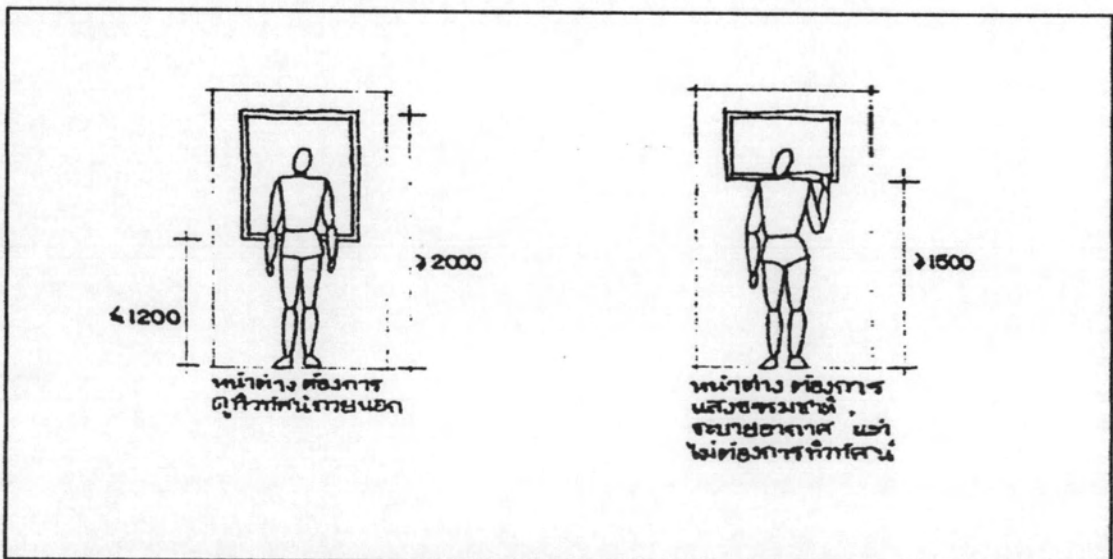 ≮1200
≯2000
หน้าต่าง ต้องการ
ดูทิวทัศน์ภายนอก
≯1500
หน้าต่าง ต้องการ
แสงธรรมชาติ
ระบายอากาศ แต่
ไม่ต้องการทิวทัศน์